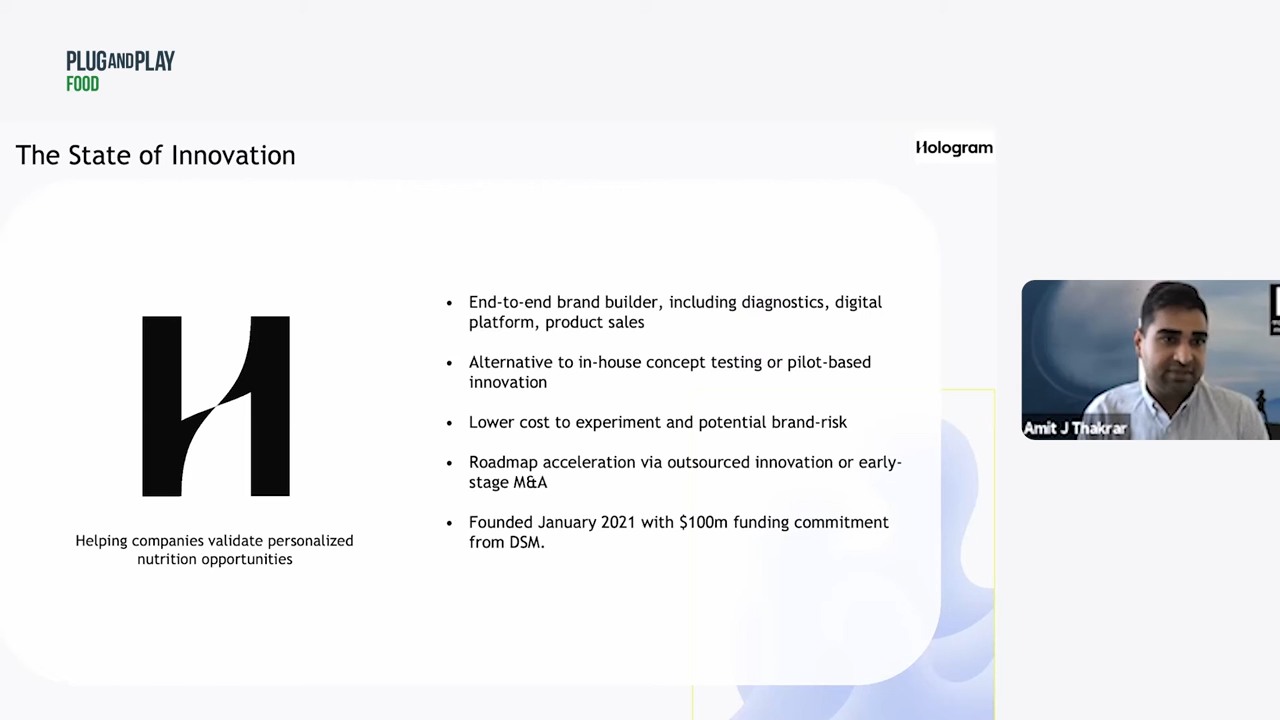 PLUGANDPLAY
FOOD
The State of Innovation
Hologram
• End-to-end brand builder, including diagnostics, digital
platform, product sales
• Alternative to in-house concept testing or pilot-based
innovation
• Lower cost to experiment and potential brand-risk
• Roadmap acceleration via outsourced innovation or early-
stage M&A
• Founded January 2021 with $100m funding commitment
from DSM.
H
Helping companies validate personalized
nutrition opportunities
Amit J Thakrar